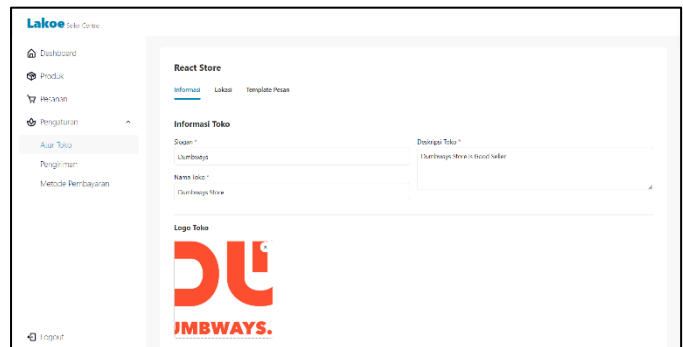 Lakoe Seller Centre
Dashboard
Produk
Pesanan
Pengaturan
Atur Toko
Pengiriman
Metode Pembayaran
Logout
React Store
Informasi Lokasi Template Pesan
Informasi Toko
Slogan *
Dumbways
Nama Toko *
Dumbways Store
Deskripsi Toko *
Dumbways Store is Good Seller
Logo Toko
UMBWAYS.